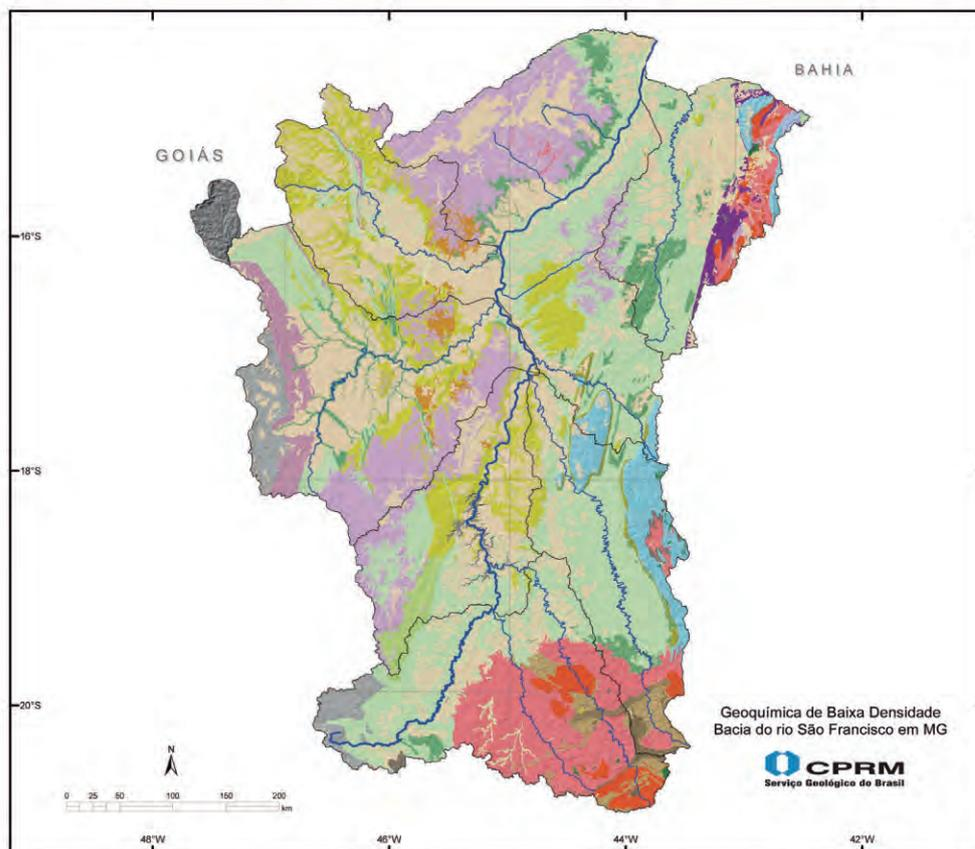 BAHIA
GOIÁS
16°S
18°S
20°S
Geoquímica de Baixa Densidade
Bacia do rio São Francisco em MG
CPRM
Serviço Geológico do Brasil
N
0 25 50 100 150 200
km
48°W 46°W 44°W 42°W